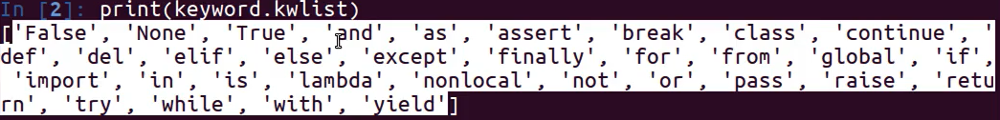 In [2]: print(keyword.kwlist)
['False', 'None', 'True', 'and', 'as', 'assert', 'break', 'class', 'continue', '
def', 'del', 'elif', 'else', 'except', 'finally', 'for', 'from', 'global', 'if',
 'import', 'in', 'is', 'lambda', 'nonlocal', 'not', 'or', 'pass', 'raise', 'retu
rn', 'try', 'while', 'with', 'yield']